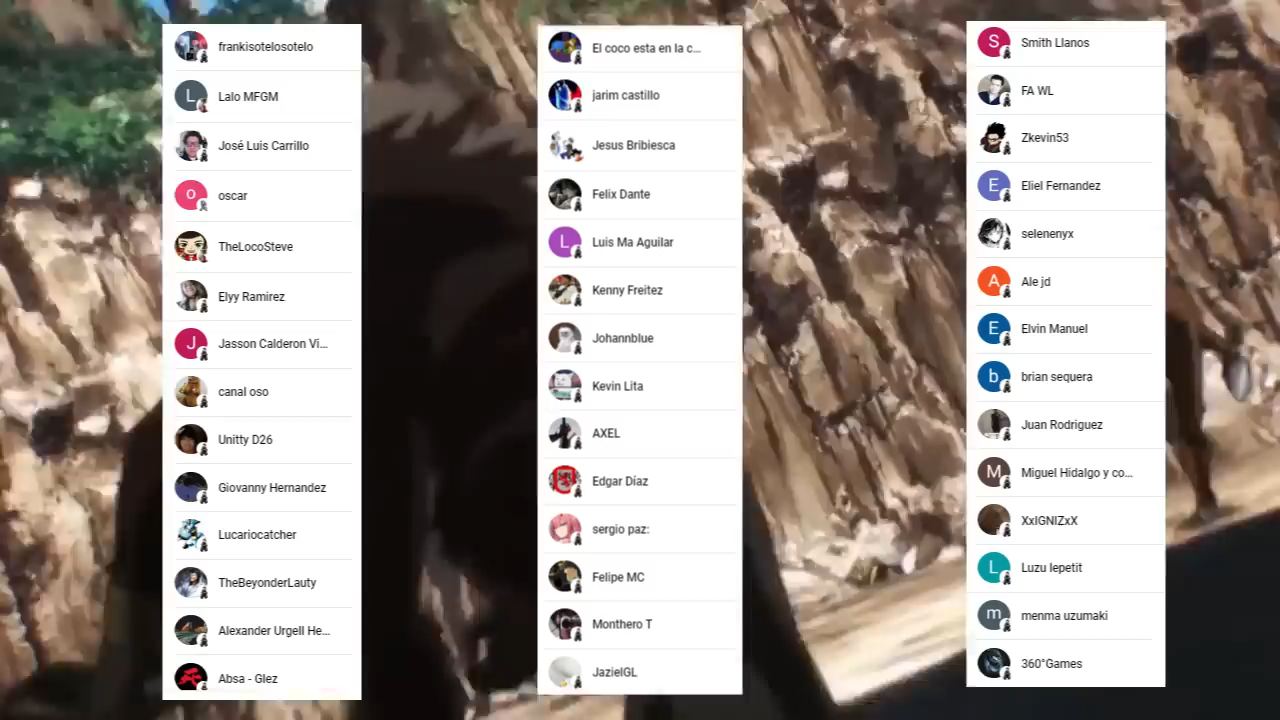 frankisotelosotelo
L Lalo MFGM
José Luis Carrillo
o oscar
TheLocoSteve
Elyy Ramirez
J Jasson Calderon Vi...
canal oso
Unitty D26
Giovanny Hernandez
Lucariocatcher
TheBeyonderLauty
Alexander Urgell He...
Absa - Glez
El coco esta en la c...
jarim castillo
Jesus Bribiesca
Felix Dante
L Luis Ma Aguilar
Kenny Freitez
Johannblue
Kevin Lita
AXEL
Edgar Díaz
sergio paz:
Felipe MC
Monthero T
JazielGL
S Smith Llanos
FA WL
Zkevin53
E Eliel Fernandez
selenenyx
A Ale jd
E Elvin Manuel
b brian sequera
Juan Rodriguez
M Miguel Hidalgo y co...
XxIGNIZxX
L Luzu lepetit
m menma uzumaki
360°Games